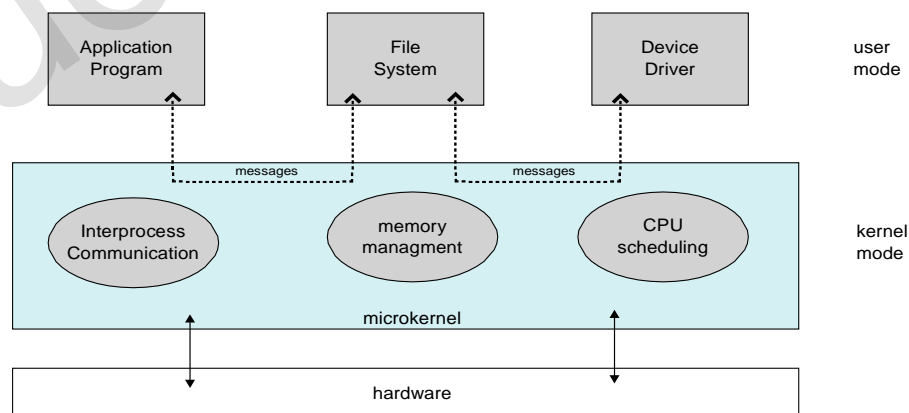 Application
Program
File
System
Device
Driver
user
mode
messages
messages
Interprocess
Communication
memory
managment
CPU
scheduling
kernel
mode
microkernel
hardware